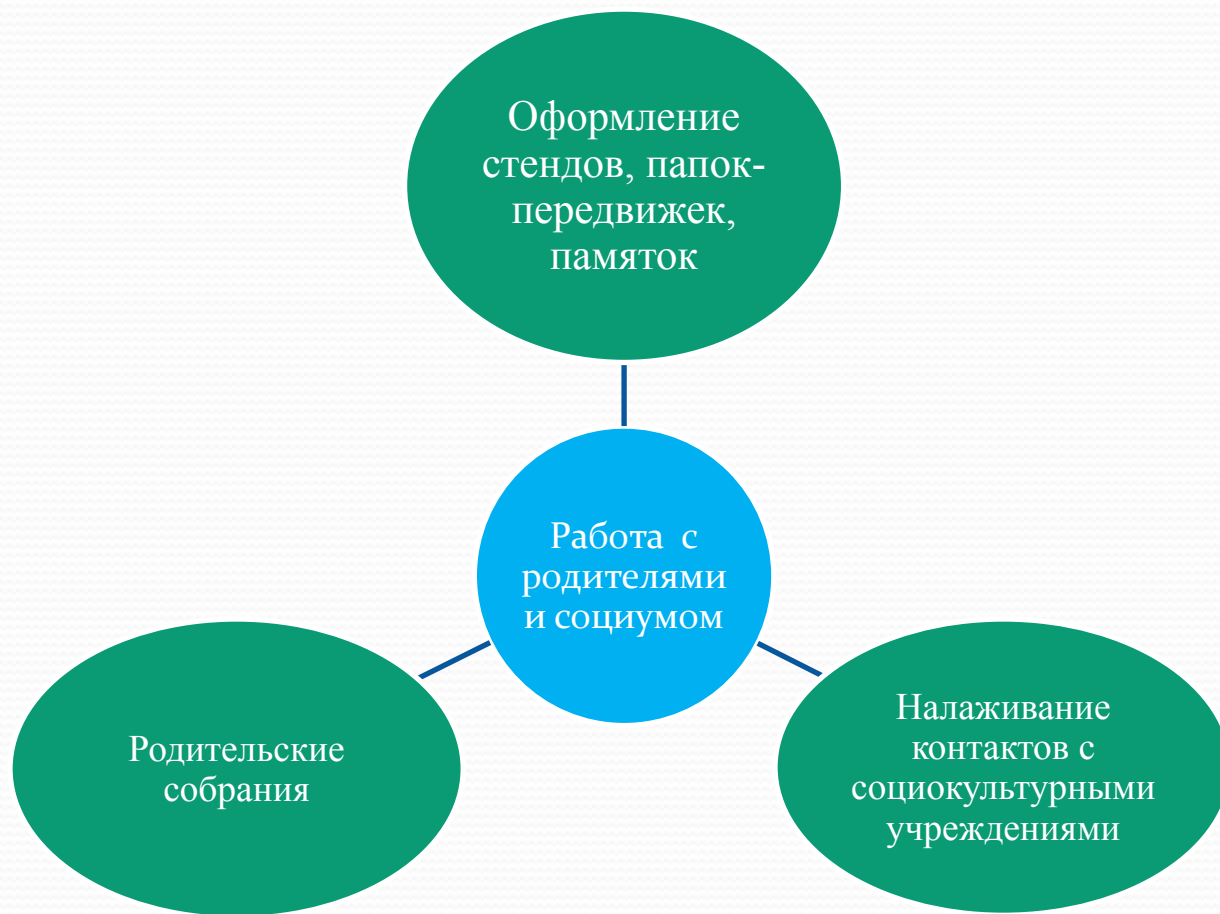 Оформление
стендов, папок-
передвижек,
памяток
Работа  с
родителями
и социумом
Родительские
собрания
Налаживание
контактов с
социокультурными
учреждениями